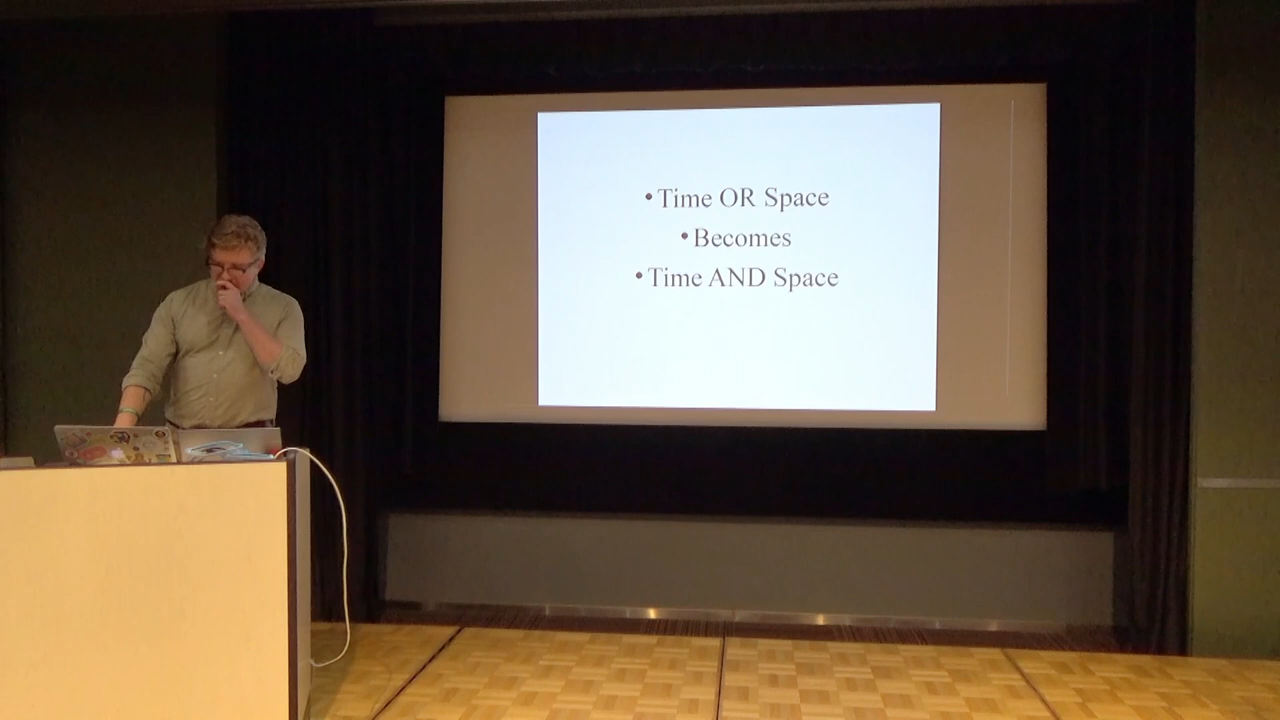 • Time OR Space
• Becomes
• Time AND Space